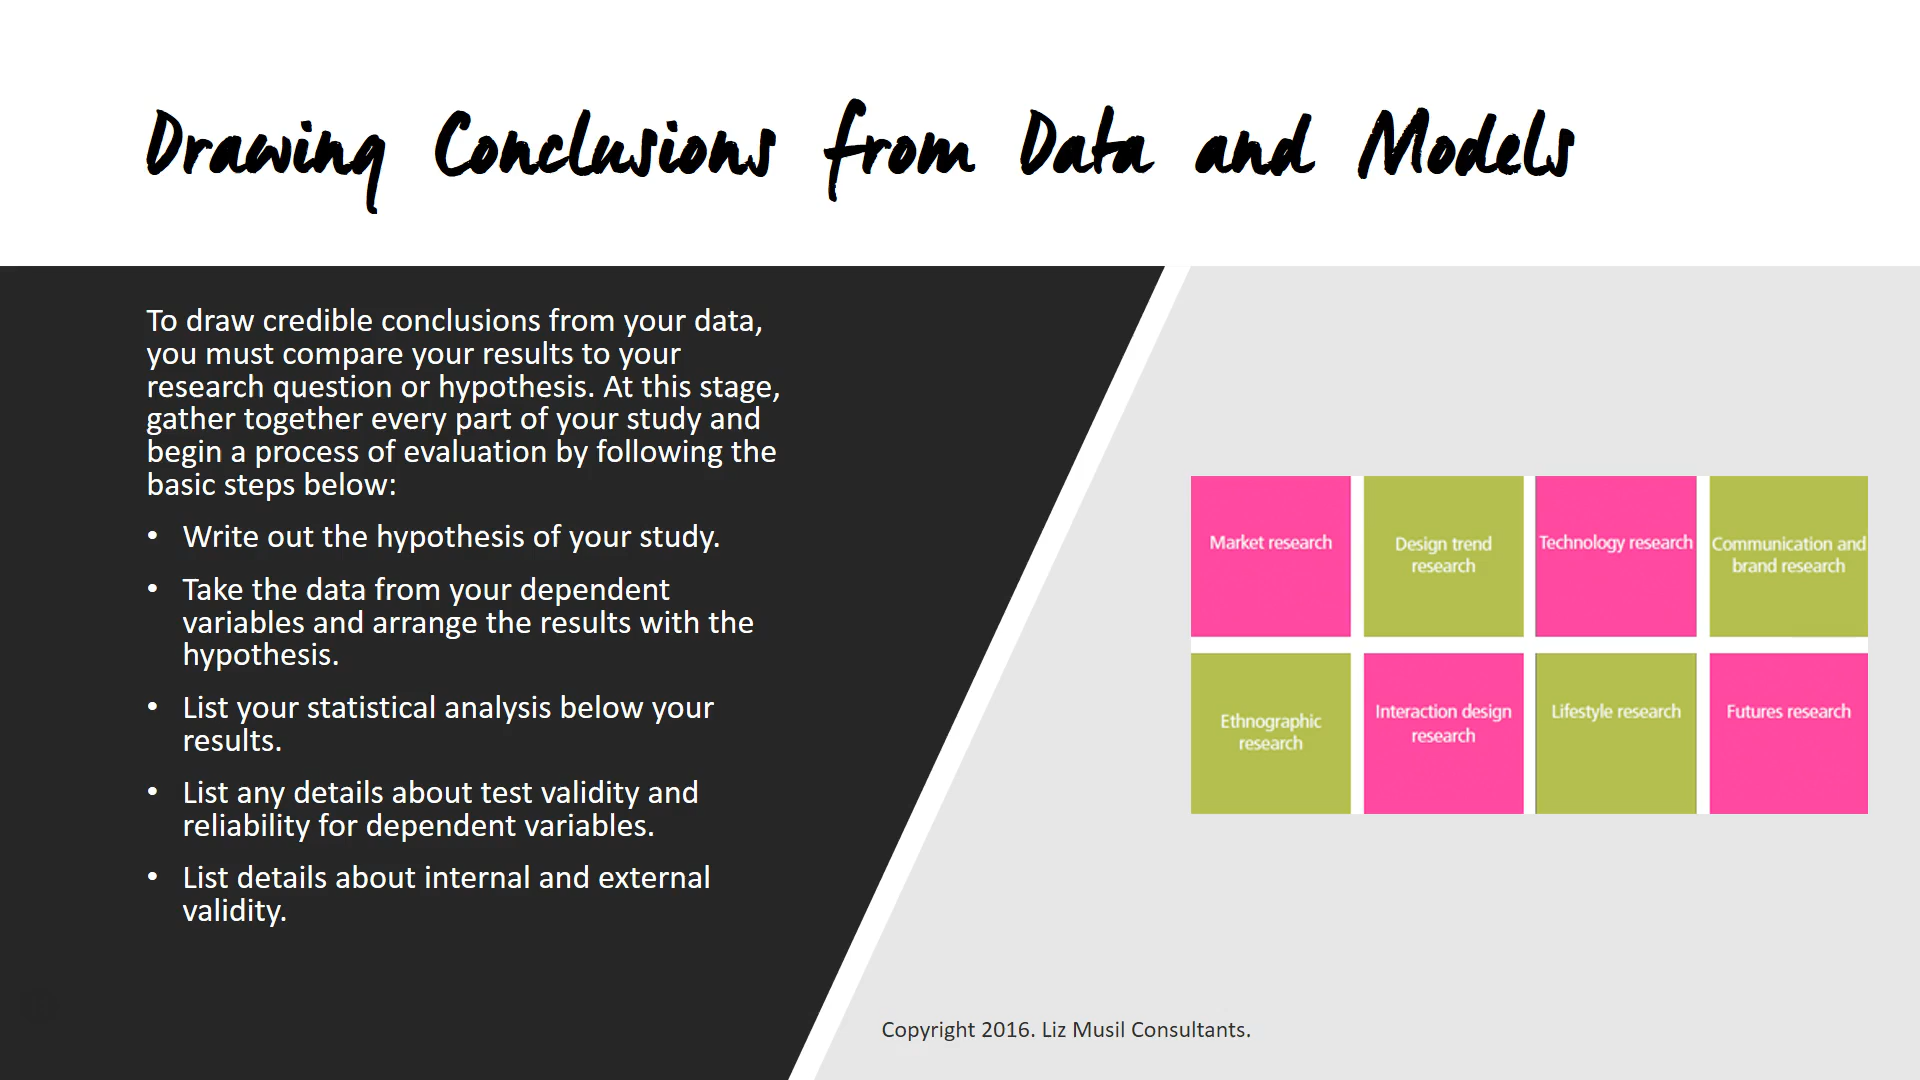 Drawing Conclusions from Data and Models
To draw credible conclusions from your data,
you must compare your results to your
research question or hypothesis. At this stage,
gather together every part of your study and
begin a process of evaluation by following the
basic steps below:
• Write out the hypothesis of your study.
• Take the data from your dependent
variables and arrange the results with the
hypothesis.
• List your statistical analysis below your
results.
• List any details about test validity and
reliability for dependent variables.
• List details about internal and external
validity.
Market research
Design trend
research
Technology research
Communication and
brand research
Ethnographic
research
Interaction design
research
Lifestyle research
Futures research
Copyright 2016. Liz Musil Consultants.